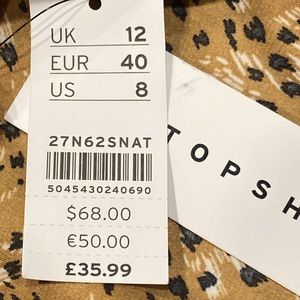 UK 12
EUR 40
US 8
27N62SNAT
5045430240690
$68.00
€50.00
£35.99
TOPSH